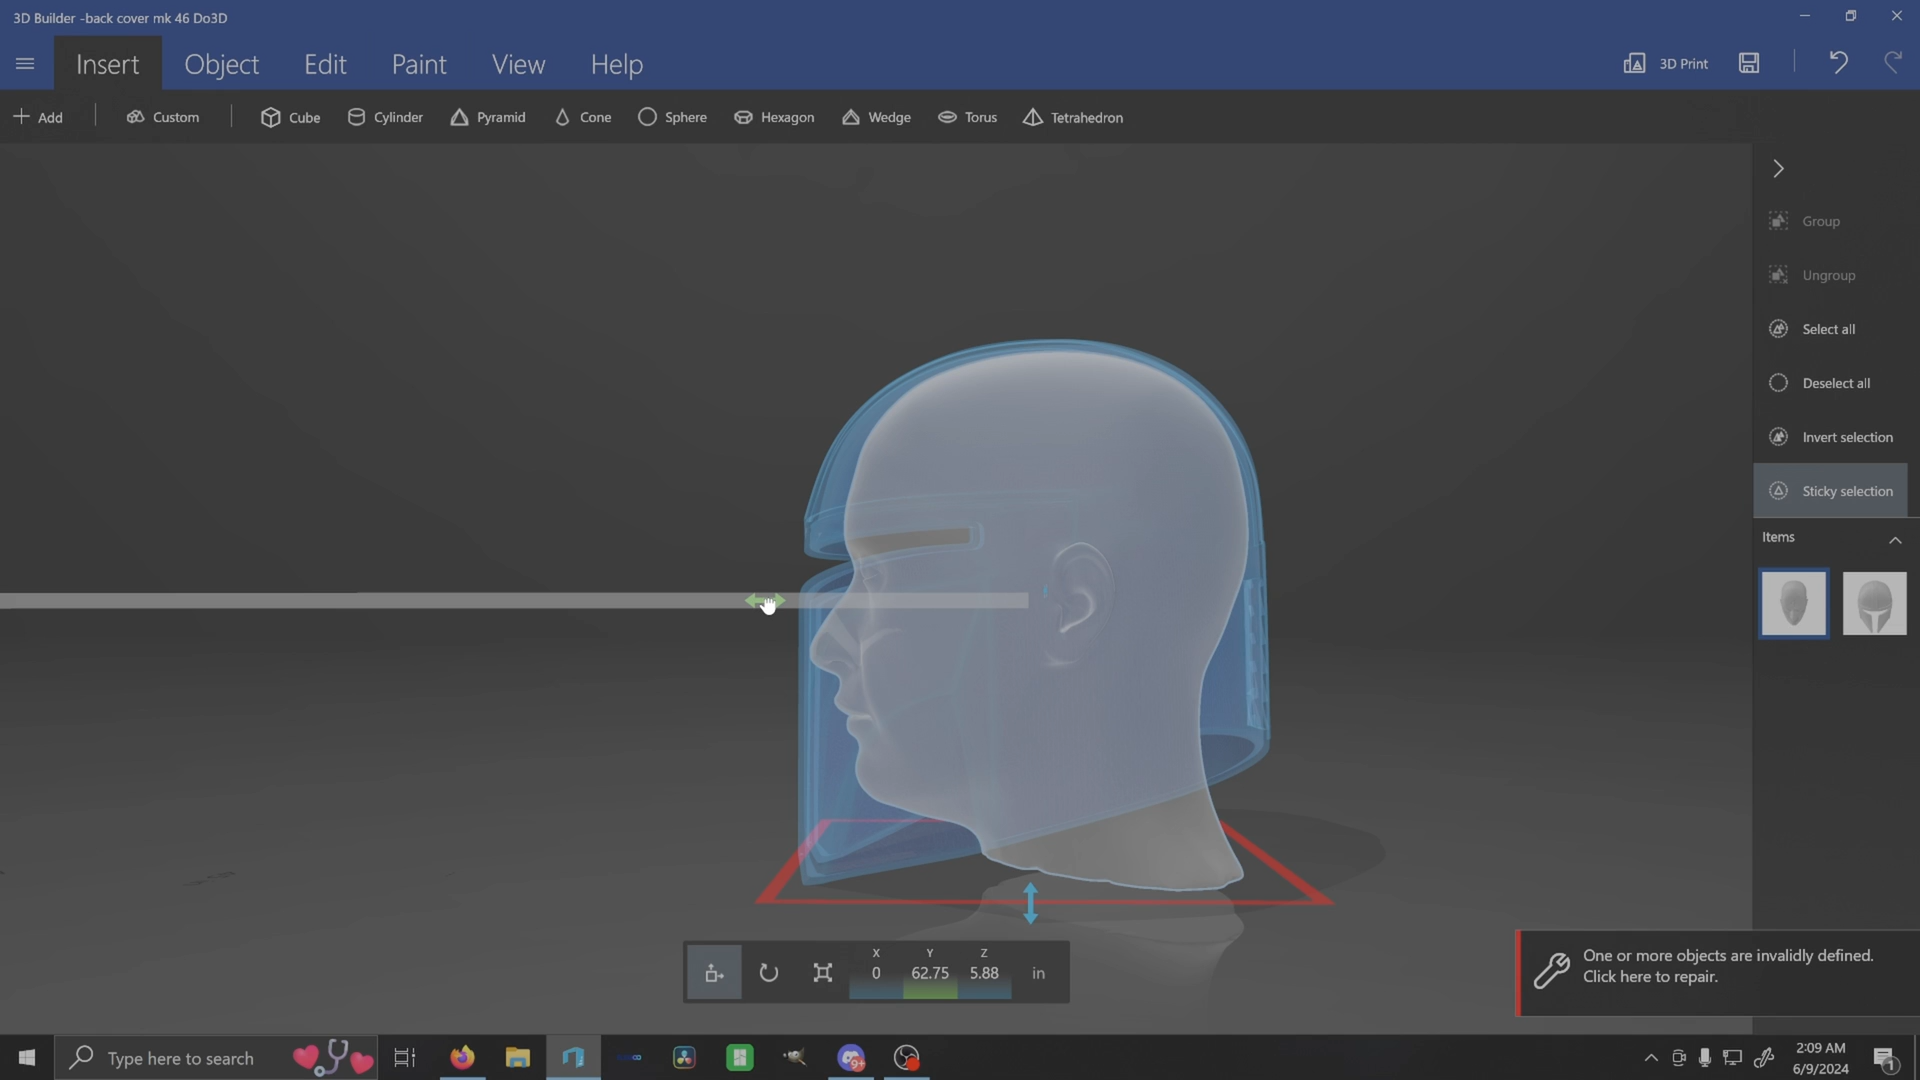 3D Builder -back cover mk 46 Do3D
Insert Object Edit Paint View Help
3D Print
Add Custom Cube Cylinder Pyramid Cone Sphere Hexagon Wedge Torus Tetrahedron
Group
Ungroup
Select all
Deselect all
Invert selection
Sticky selection
Items
X Y Z
0 62.75 5.88 in
One or more objects are invalidly defined.
Click here to repair.
Type here to search
9+
2:09 AM
6/9/2024
1